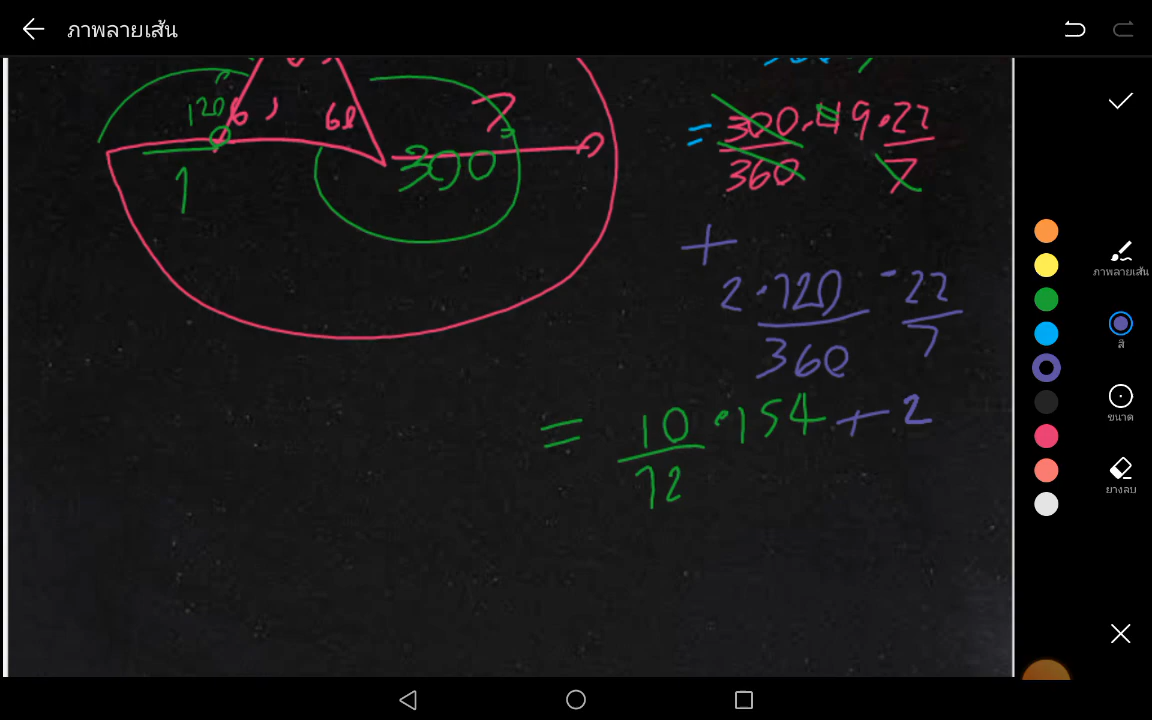 ภาพลายเส้น
120
60
7
300
1
= 300/360 · 49 · 22/7
+
2 · 120/360 · 22/7
= 10/12 · 154 + 2
ภาพลายเส้น
สี
ขนาด
ยางลบ